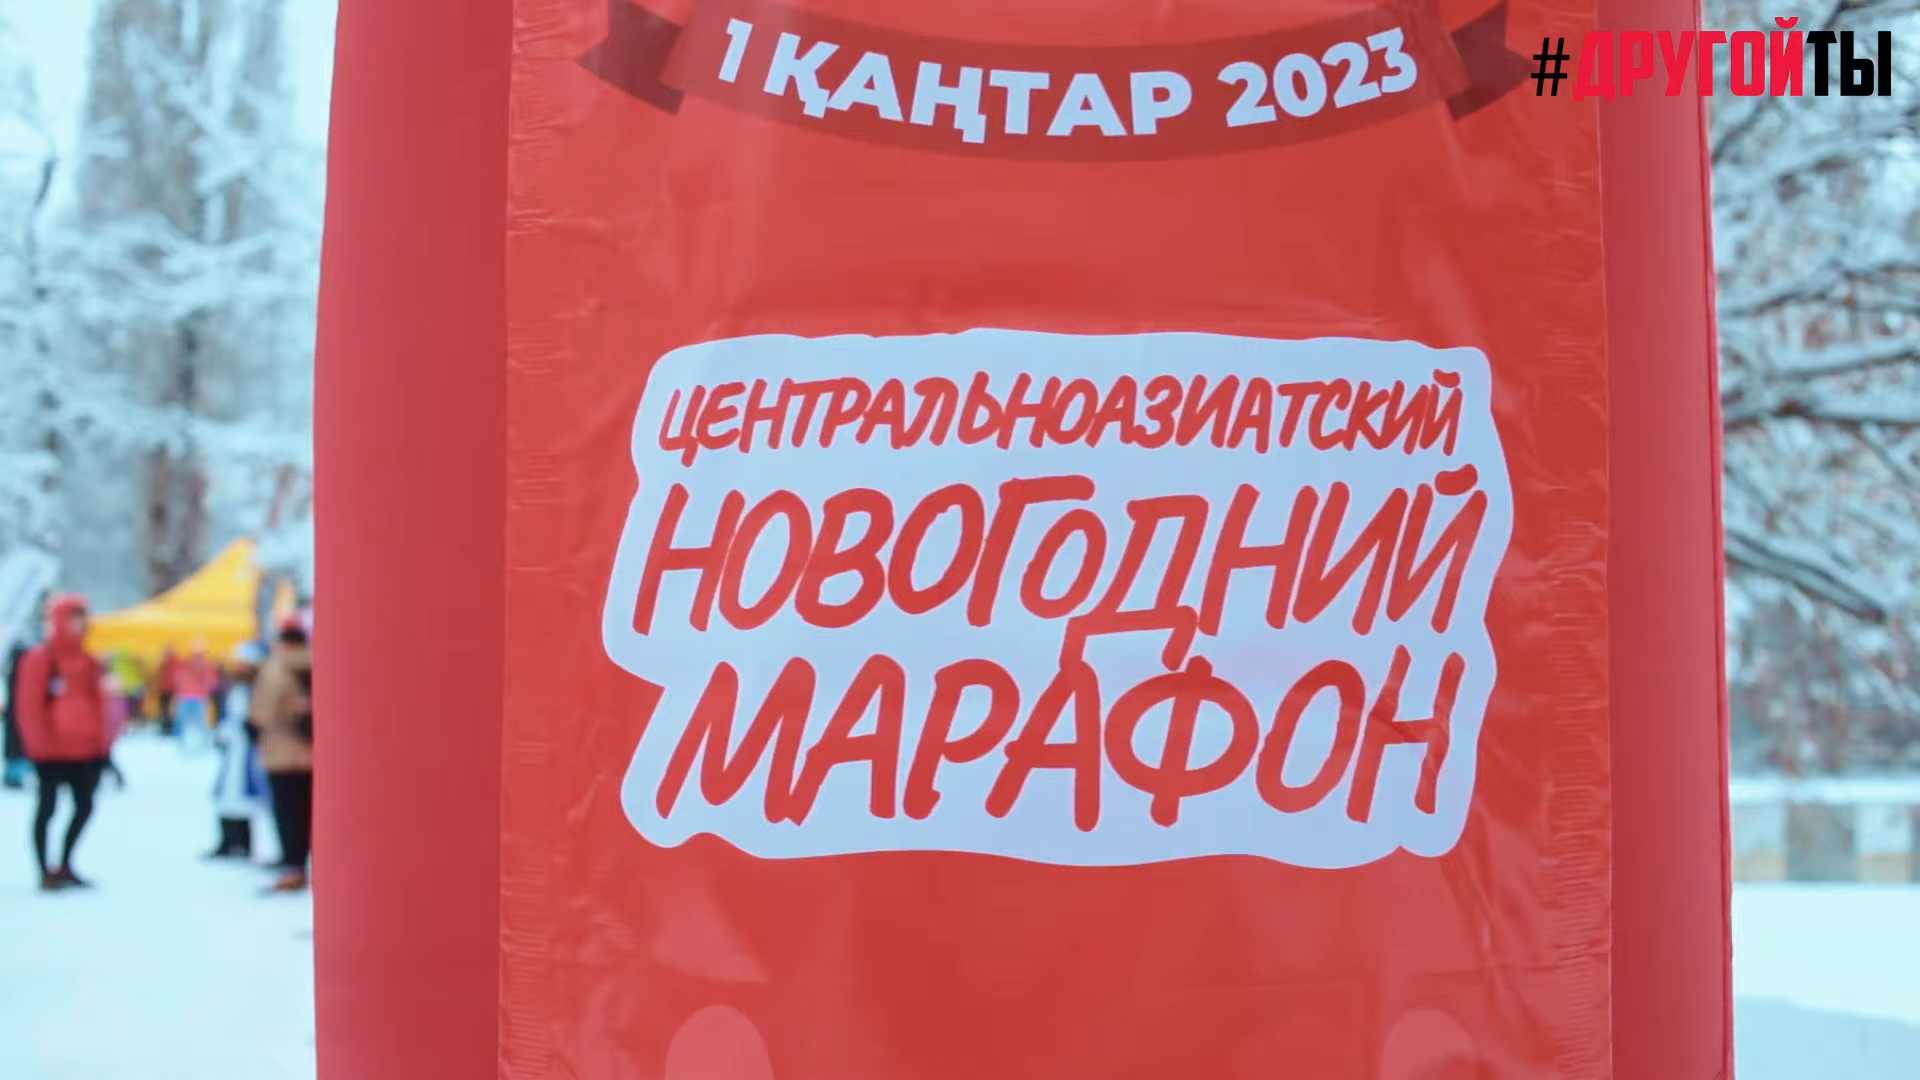 1 ҚАҢТАР 2023
#ДРУГОЙТЫ
ЦЕНТРАЛЬНОАЗИАТСКИЙ
НОВОГОДНИЙ
МАРАФОН